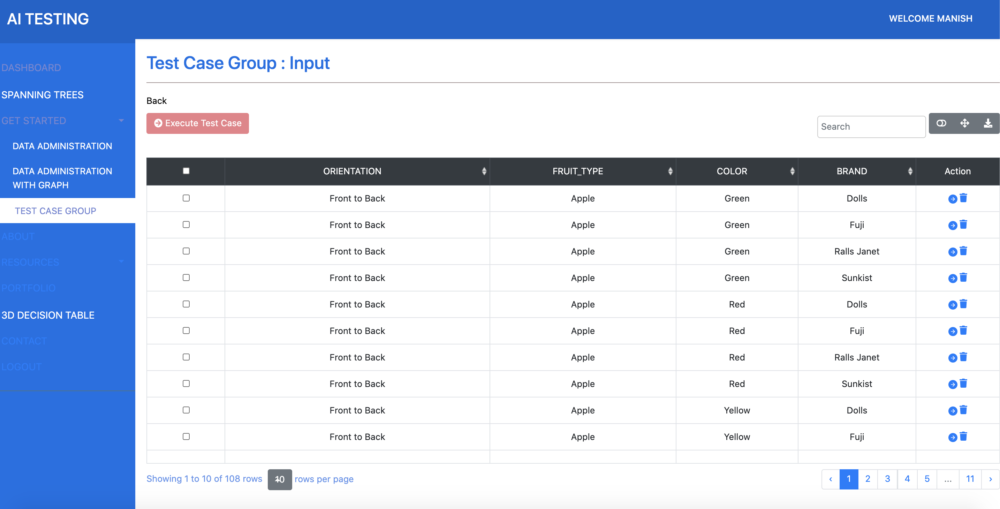 AI TESTING
WELCOME MANISH
DASHBOARD
SPANNING TREES
GET STARTED
DATA ADMINISTRATION
DATA ADMINISTRATION
WITH GRAPH
TEST CASE GROUP
ABOUT
RESOURCES
PORTFOLIO
3D DECISION TABLE
CONTACT
LOGOUT
Test Case Group : Input
Back
Execute Test Case
Search
ORIENTATION FRUIT_TYPE COLOR BRAND Action
Front to Back Apple Green Dolls
Front to Back Apple Green Fuji
Front to Back Apple Green Ralls Janet
Front to Back Apple Green Sunkist
Front to Back Apple Red Dolls
Front to Back Apple Red Fuji
Front to Back Apple Red Ralls Janet
Front to Back Apple Red Sunkist
Front to Back Apple Yellow Dolls
Front to Back Apple Yellow Fuji
Showing 1 to 10 of 108 rows 10 rows per page
‹ 1 2 3 4 5 ... 11 ›